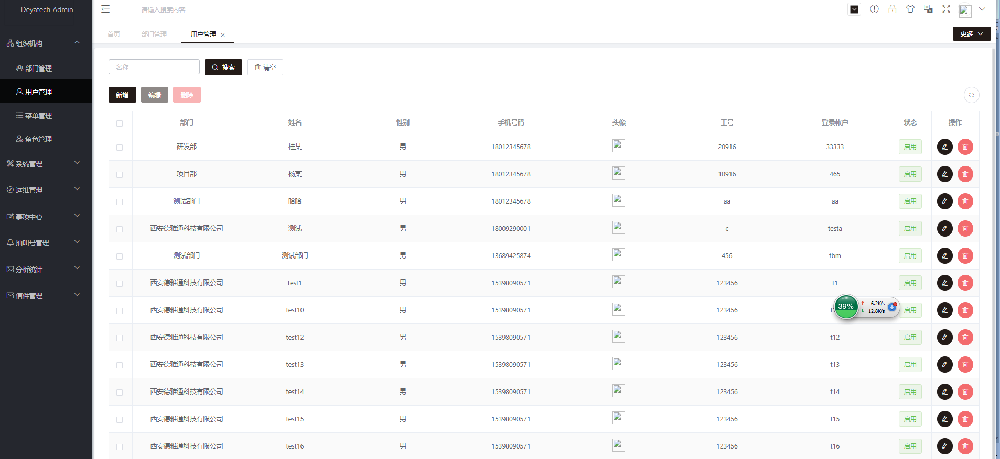 Deyatech Admin
请输入搜索内容
首页 部门管理 用户管理
更多
组织机构
部门管理
用户管理
菜单管理
角色管理
系统管理
运维管理
事项中心
抽叫号管理
分析统计
信件管理
名称 搜索 清空
新增 编辑 删除
部门 姓名 性别 手机号码 头像 工号 登录帐户 状态 操作
研发部 桂某 男 18012345678 20916 33333 启用
项目部 杨某 男 18012345678 10916 465 启用
测试部门 哈哈 男 18012345678 aa aa 启用
西安德雅通科技有限公司 测试 男 18009290001 c testa 启用
测试部门 测试部门 男 13689425874 456 tbm 启用
西安德雅通科技有限公司 test1 男 15398090571 123456 t1 启用
西安德雅通科技有限公司 test10 男 15398090571 123456 启用
39% 6.2K/s
12.8K/s
西安德雅通科技有限公司 test12 男 15398090571 123456 t12 启用
西安德雅通科技有限公司 test13 男 15398090571 123456 t13 启用
西安德雅通科技有限公司 test14 男 15398090571 123456 t14 启用
西安德雅通科技有限公司 test15 男 15398090571 123456 t15 启用
西安德雅通科技有限公司 test16 男 15398090571 123456 t16 启用